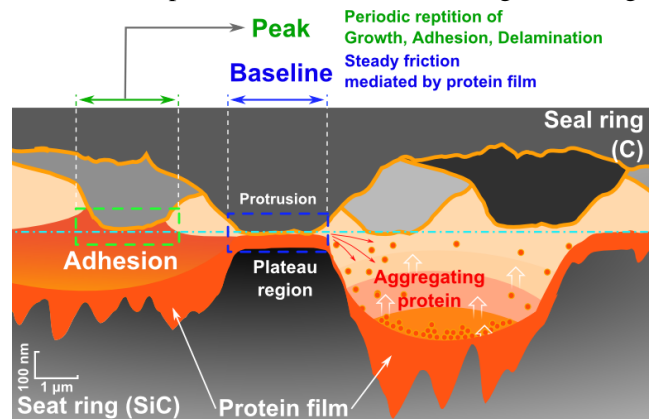 Peak
Periodic reptition of
Growth, Adhesion, Delamination
Baseline
Steady friction
mediated by protein film
Seal ring
(C)
Protrusion
Adhesion
Plateau
region
Aggregating
protein
100 nm
1 μm
Seat ring (SiC)
Protein film